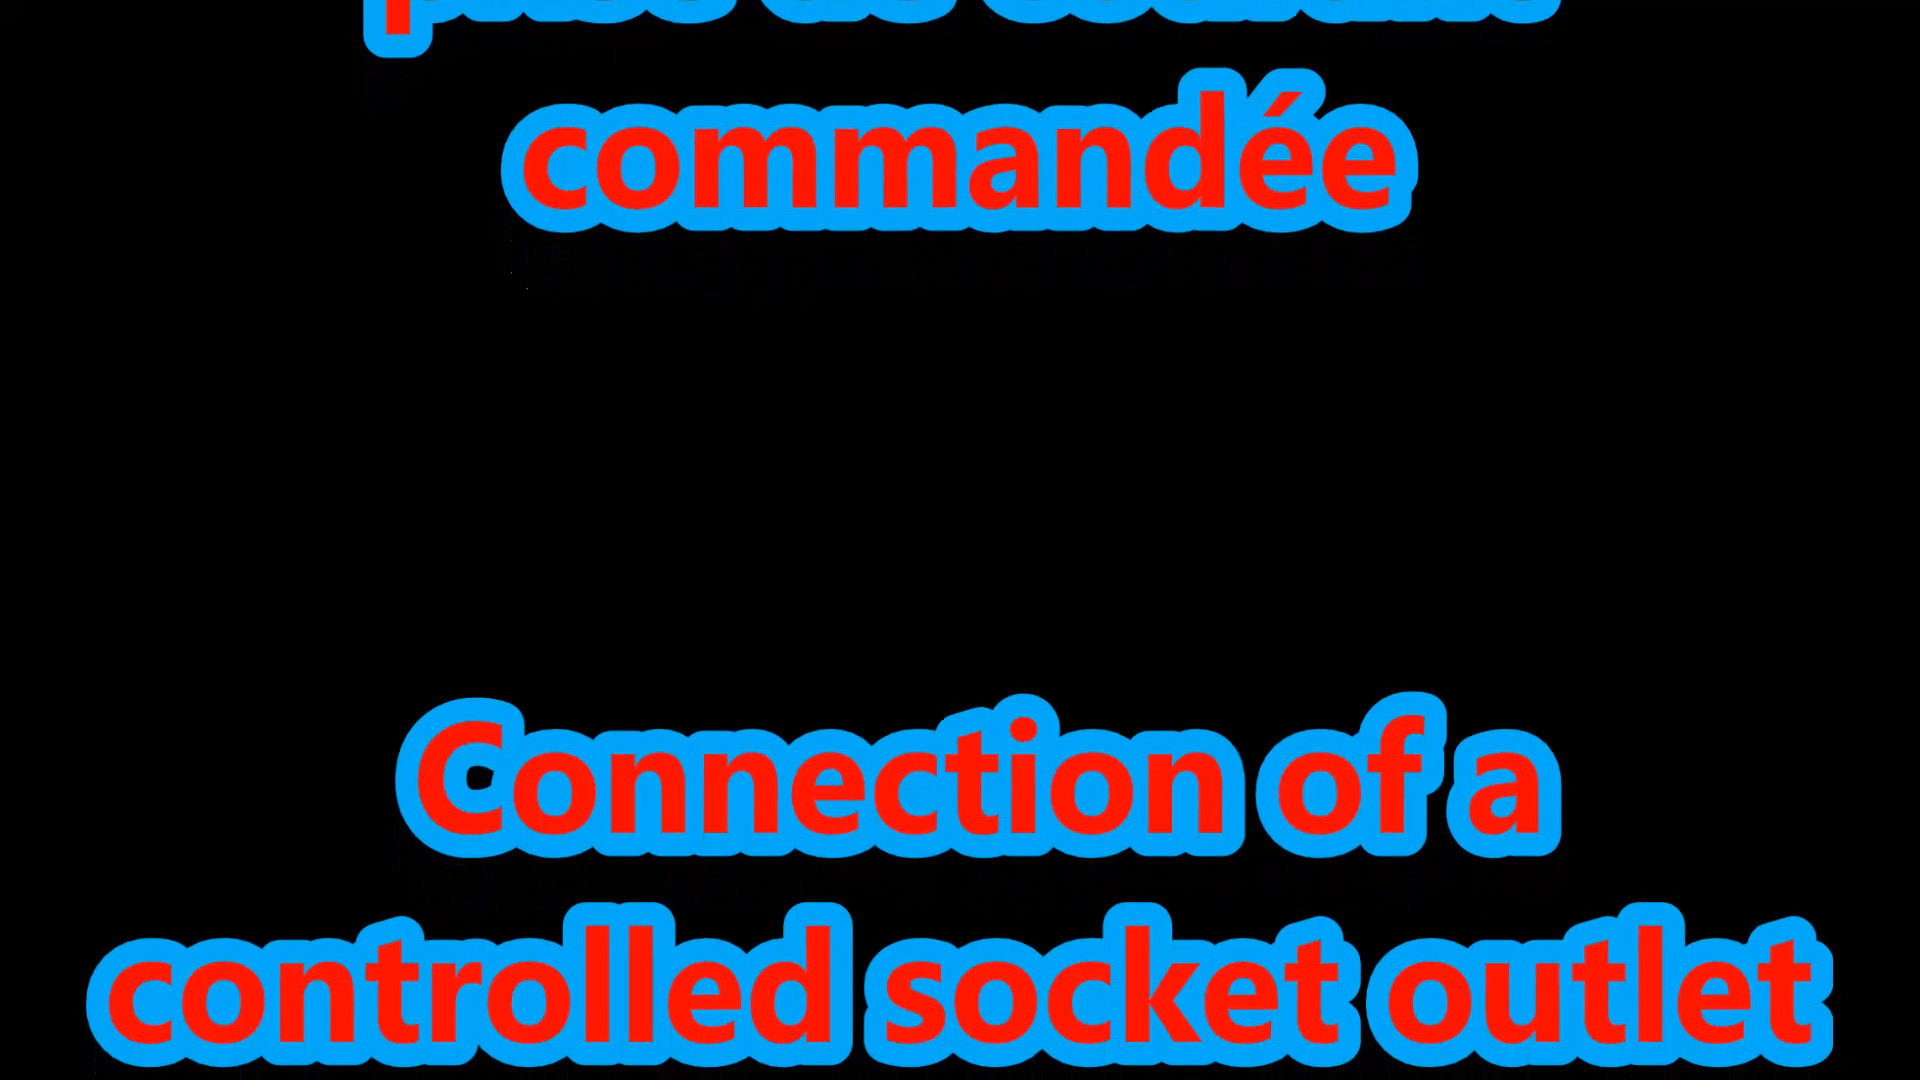 commandée
Connection of a
controlled socket outlet